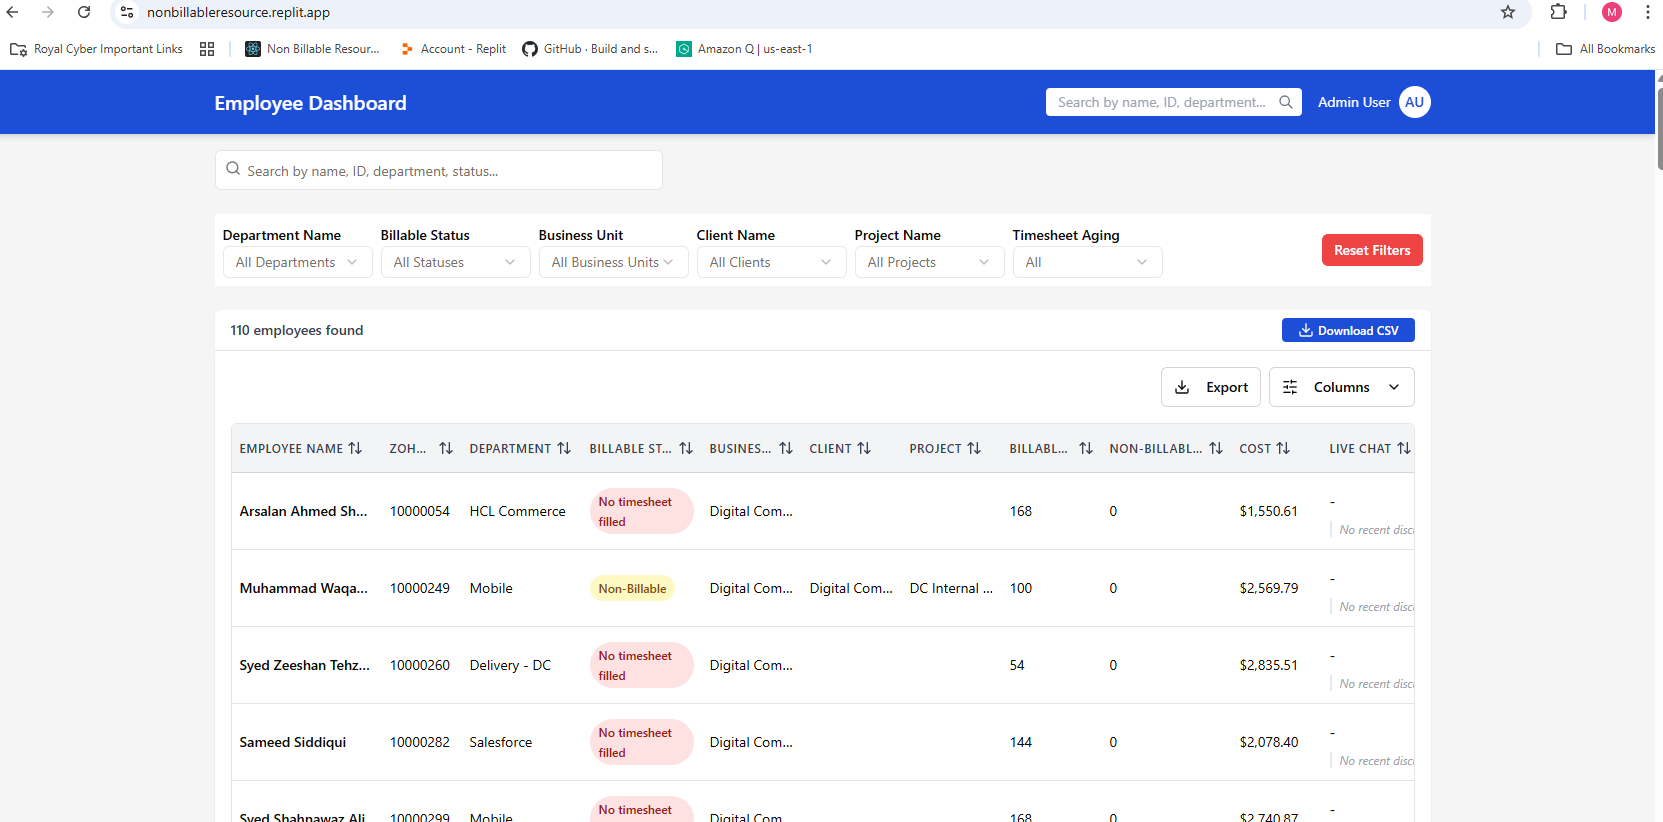 nonbillableresource.replit.app
M
Royal Cyber Important Links
Non Billable Resour...
Account - Replit
GitHub · Build and s...
Amazon Q | us-east-1
All Bookmarks
Employee Dashboard
Search by name, ID, department...
Admin User
AU
Search by name, ID, department, status...
Department Name Billable Status Business Unit Client Name Project Name Timesheet Aging
All Departments All Statuses All Business Units All Clients All Projects All
Reset Filters
110 employees found
Download CSV
Export
Columns
EMPLOYEE NAME ZOH... DEPARTMENT BILLABLE ST... BUSINES... CLIENT PROJECT BILLABL... NON-BILLABL... COST LIVE CHAT
Arsalan Ahmed Sh... 10000054 HCL Commerce No timesheet filled Digital Com... 168 0 $1,550.61 -
No recent disc
Muhammad Waqa... 10000249 Mobile Non-Billable Digital Com... Digital Com... DC Internal ... 100 0 $2,569.79 -
No recent disc
Syed Zeeshan Tehz... 10000260 Delivery - DC No timesheet filled Digital Com... 54 0 $2,835.51 -
No recent disc
Sameed Siddiqui 10000282 Salesforce No timesheet filled Digital Com... 144 0 $2,078.40 -
No recent disc
Syed Shahnawaz Ali 10000299 Mobile No timesheet Digital Com 168 0 $2,740.87 -